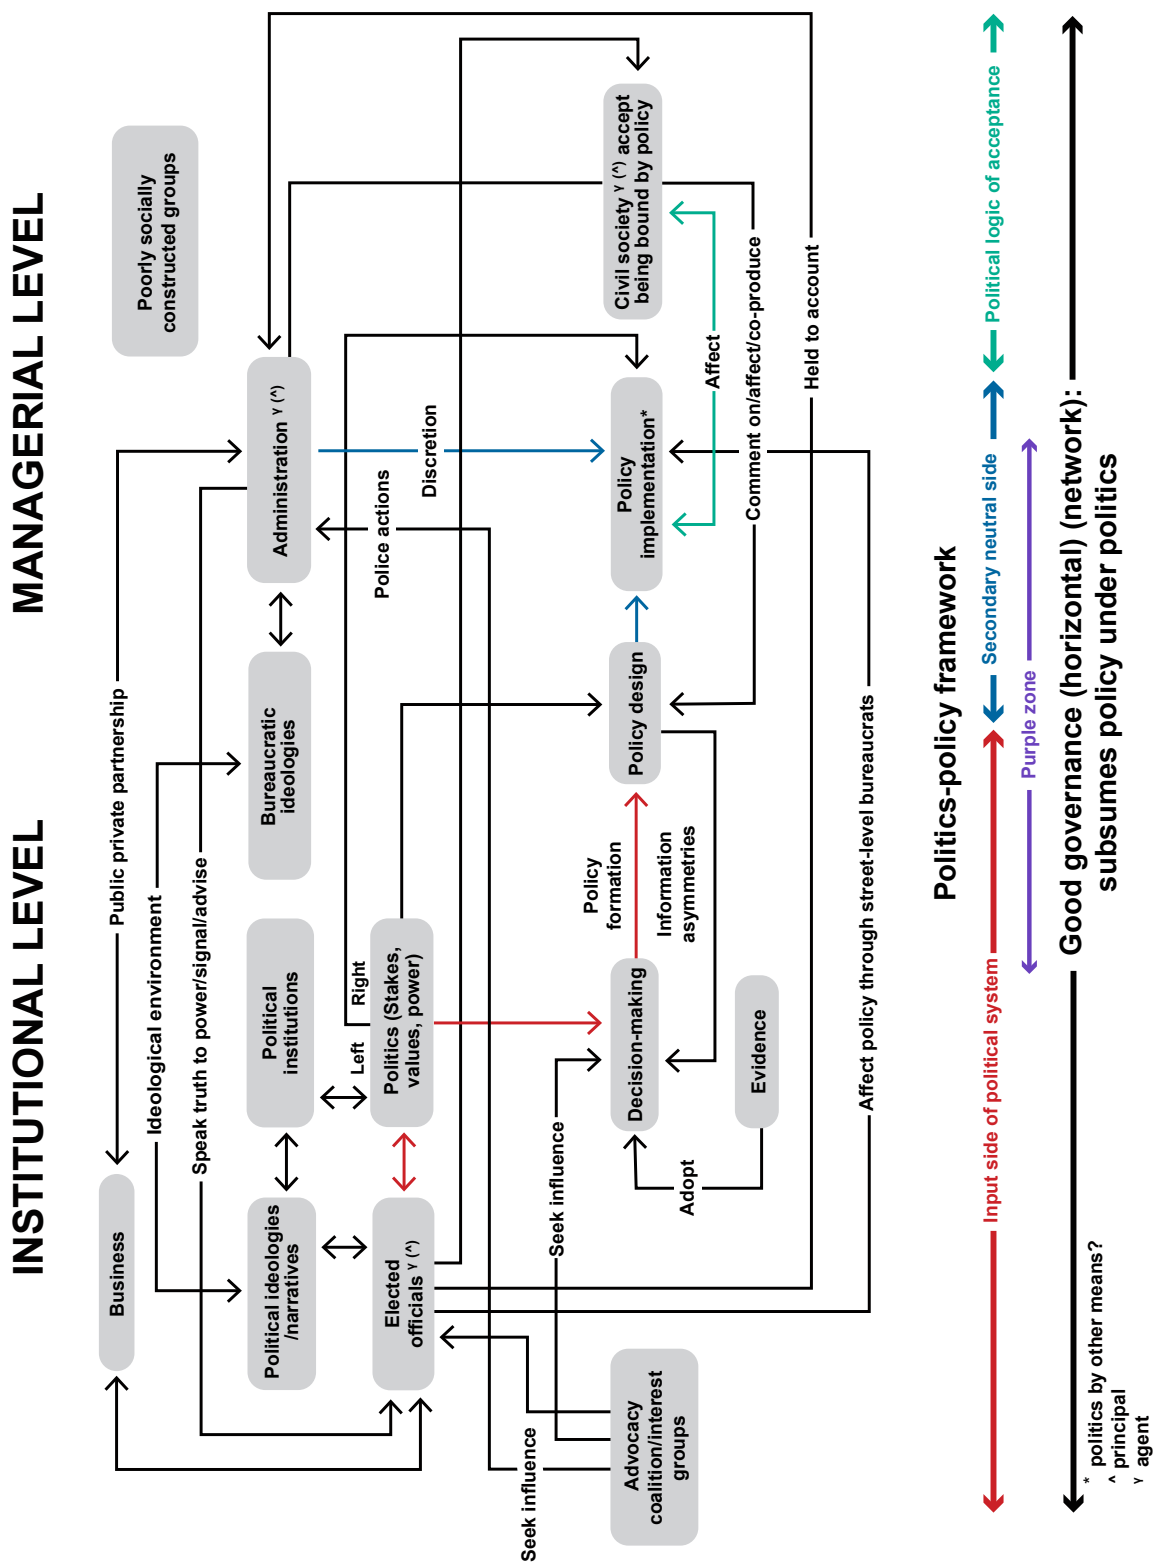 INSTITUTIONAL LEVEL
MANAGERIAL LEVEL
Business
Public private partnership
Poorly socially
constructed groups
Ideological environment
Speak truth to power/signal/advise
Political ideologies
/narratives
Political
institutions
Bureaucratic
ideologies
Administration ᵞ ⁽^⁾
Elected
officials ᵞ ⁽^⁾
Left
Right
Politics (Stakes,
values, power)
Police actions
Discretion
Seek influence
Seek influence
Advocacy
coalition/interest
groups
Decision-making
Policy
formation
Information
asymmetries
Policy design
Policy
implementation*
Civil society ᵞ ⁽^⁾ accept
being bound by policy
Adopt
Evidence
Affect
Comment on/affect/co-produce
Held to account
Affect policy through street-level bureaucrats
Politics-policy framework
Input side of political system
Secondary neutral side
Political logic of acceptance
Purple zone
Good governance (horizontal) (network):
subsumes policy under politics
* politics by other means?
^ principal
ᵞ agent